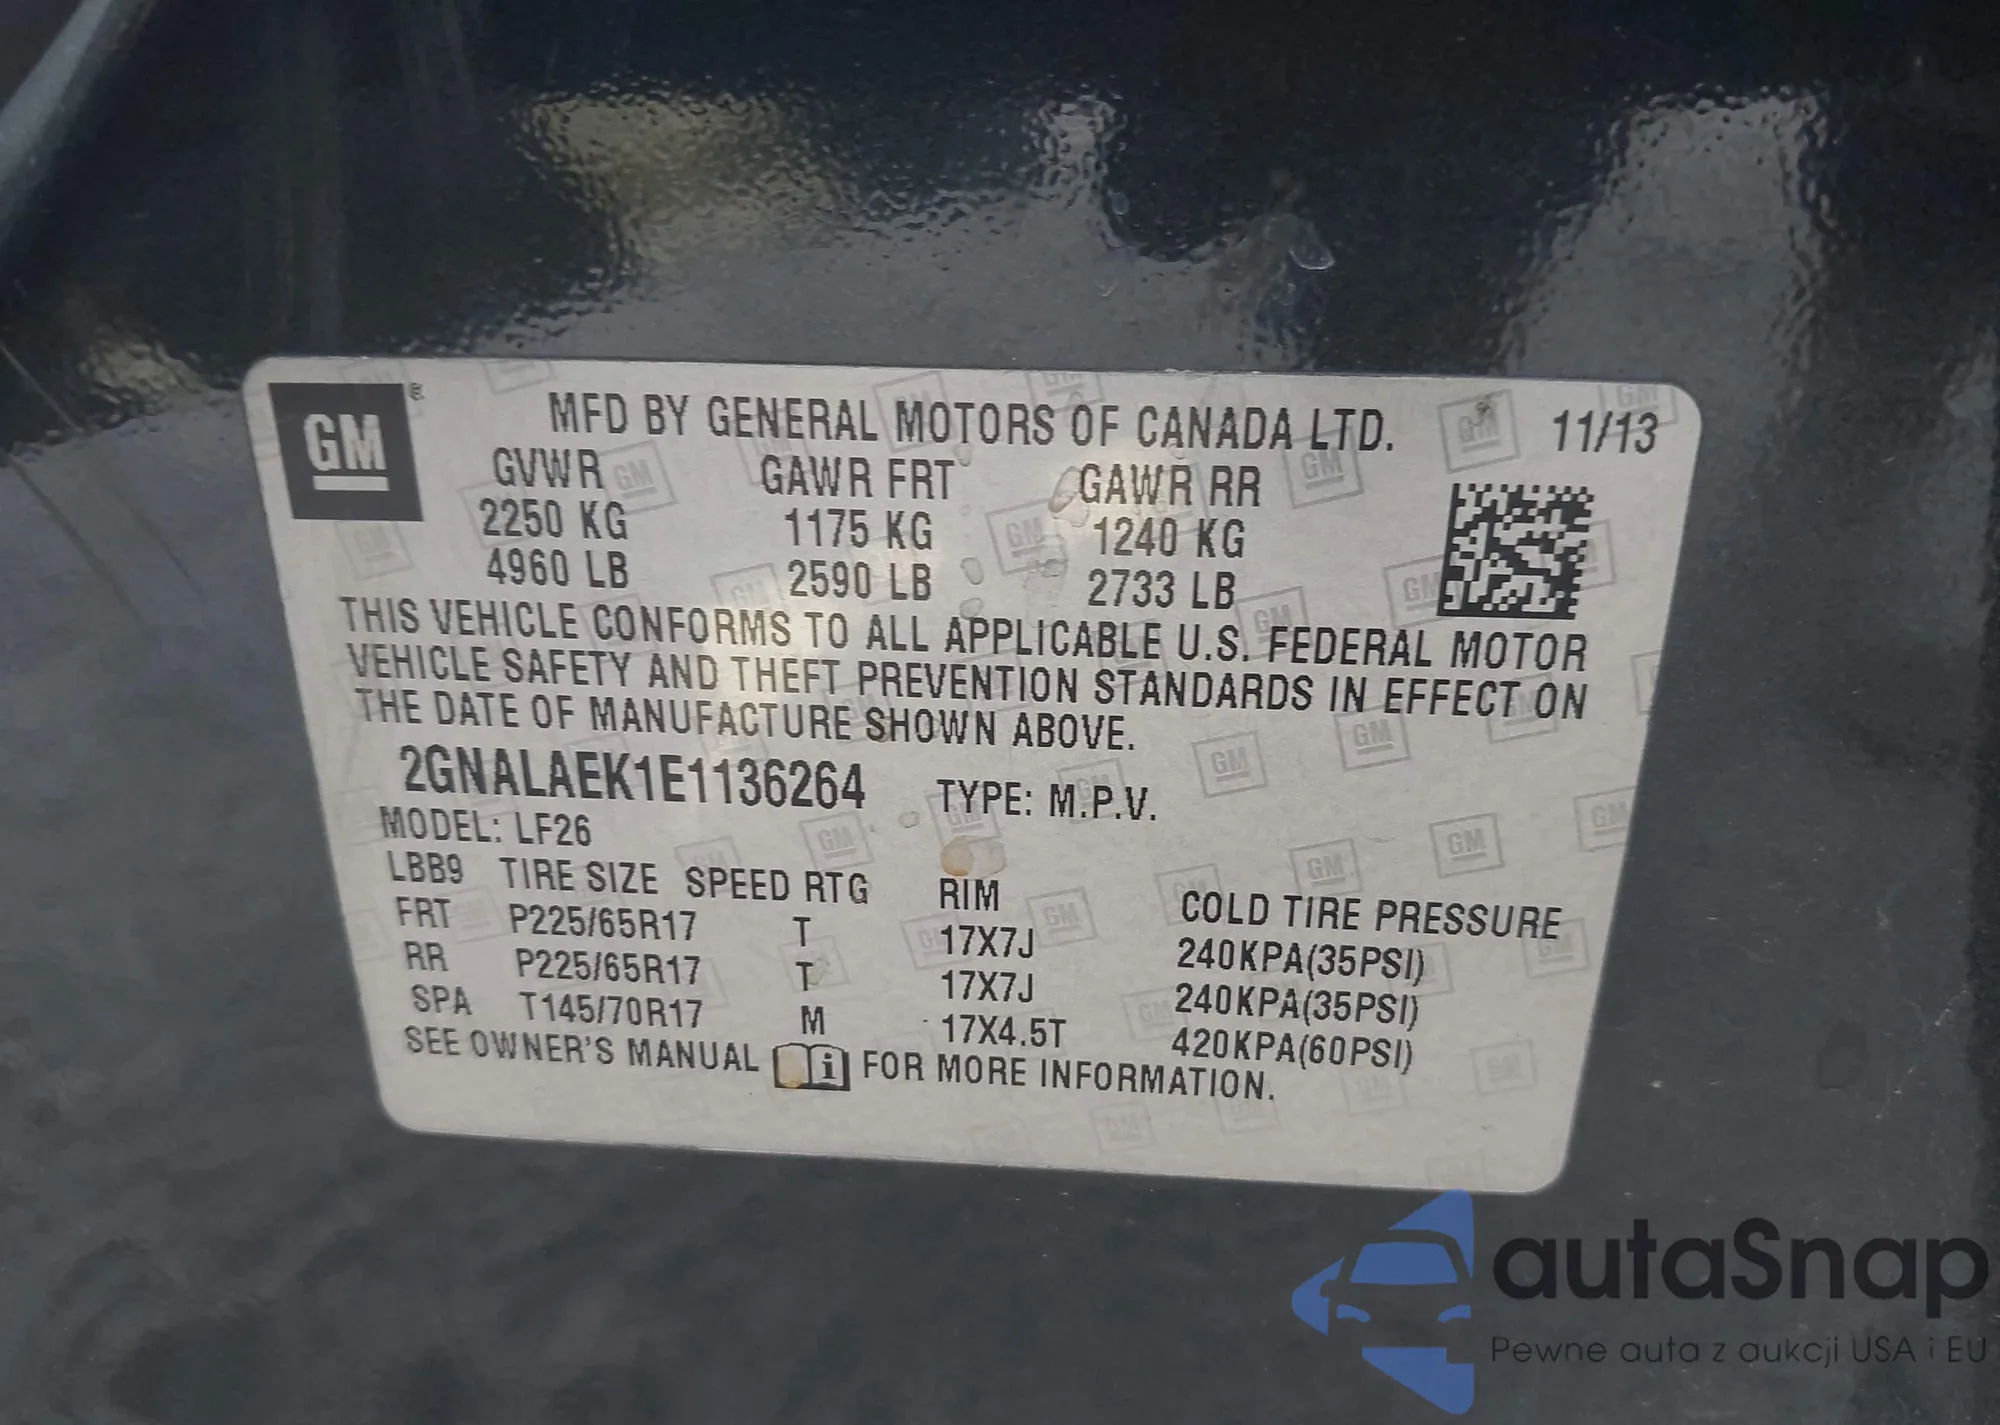 GM ® MFD BY GENERAL MOTORS OF CANADA LTD. 11/13
GVWR GAWR FRT GAWR RR
2250 KG 1175 KG 1240 KG
4960 LB 2590 LB 2733 LB
THIS VEHICLE CONFORMS TO ALL APPLICABLE U.S. FEDERAL MOTOR
VEHICLE SAFETY AND THEFT PREVENTION STANDARDS IN EFFECT ON
THE DATE OF MANUFACTURE SHOWN ABOVE.
2GNALAEK1E1136264 TYPE: M.P.V.
MODEL: LF26
LBB9 TIRE SIZE SPEED RTG RIM COLD TIRE PRESSURE
FRT P225/65R17 T 17X7J 240KPA(35PSI)
RR P225/65R17 T 17X7J 240KPA(35PSI)
SPA T145/70R17 M 17X4.5T 420KPA(60PSI)
SEE OWNER'S MANUAL i FOR MORE INFORMATION.
autaSnap
Pewne auta z aukcji USA i EU